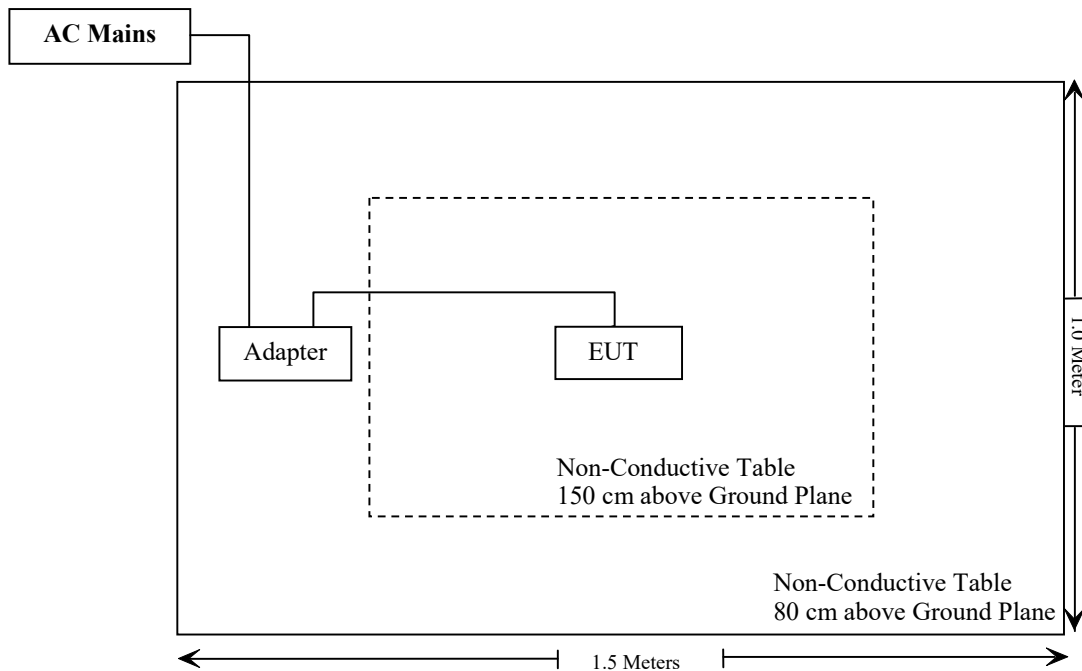 AC Mains
Adapter
EUT
1.0 Meter
Non-Conductive Table
150 cm above Ground Plane
Non-Conductive Table
80 cm above Ground Plane
1.5 Meters